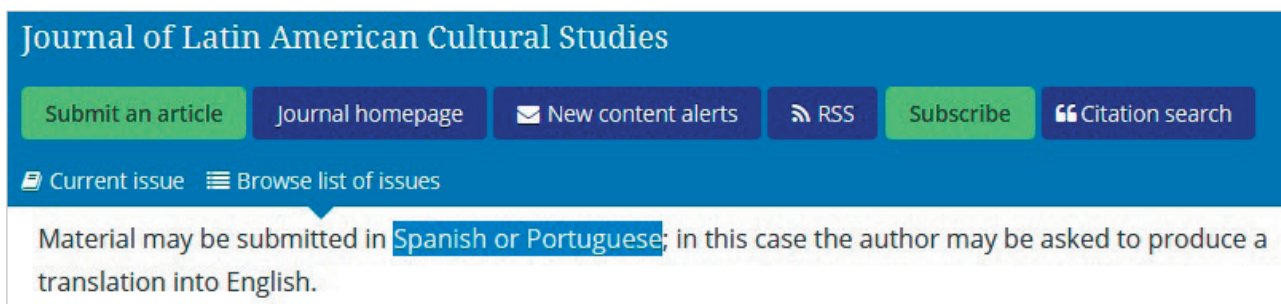 Journal of Latin American Cultural Studies
Submit an article Journal homepage New content alerts RSS Subscribe Citation search
Current issue Browse list of issues
Material may be submitted in Spanish or Portuguese; in this case the author may be asked to produce a
translation into English.